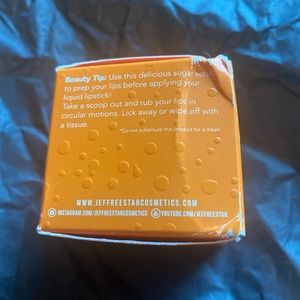 Beauty Tip: Use this delicious sugar scrub
to prep your lips before applying your
liquid lipstick!
Take a scoop out and rub your lips in
circular motions. Lick away or wipe off with
a tissue
*Do not substitute this product for a meal!
WWW.JEFFREESTARCOSMETICS.COM
INSTAGRAM.COM/JEFFREESTARCOSMETICS
YOUTUBE.COM/JEFFREESTAR